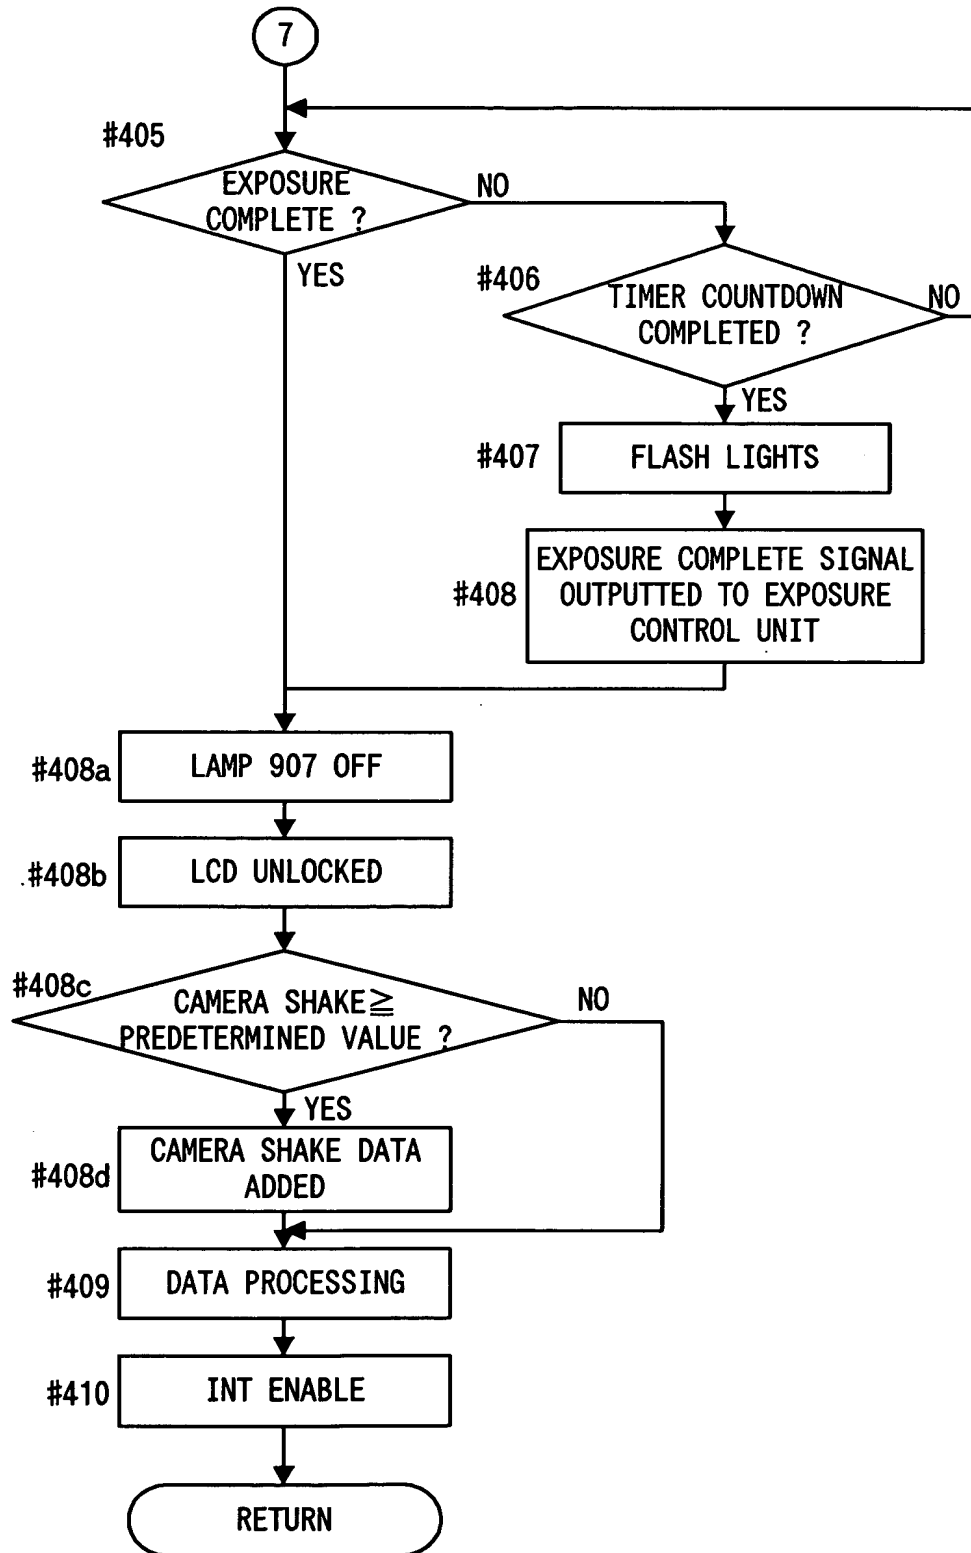 7
#405
EXPOSURE
COMPLETE ?
NO
YES
#406
TIMER COUNTDOWN
COMPLETED ?
NO
YES
#407
FLASH LIGHTS
#408
EXPOSURE COMPLETE SIGNAL
OUTPUTTED TO EXPOSURE
CONTROL UNIT
#408a
LAMP 907 OFF
#408b
LCD UNLOCKED
#408c
CAMERA SHAKE≧
PREDETERMINED VALUE ?
NO
YES
#408d
CAMERA SHAKE DATA
ADDED
#409
DATA PROCESSING
#410
INT ENABLE
RETURN